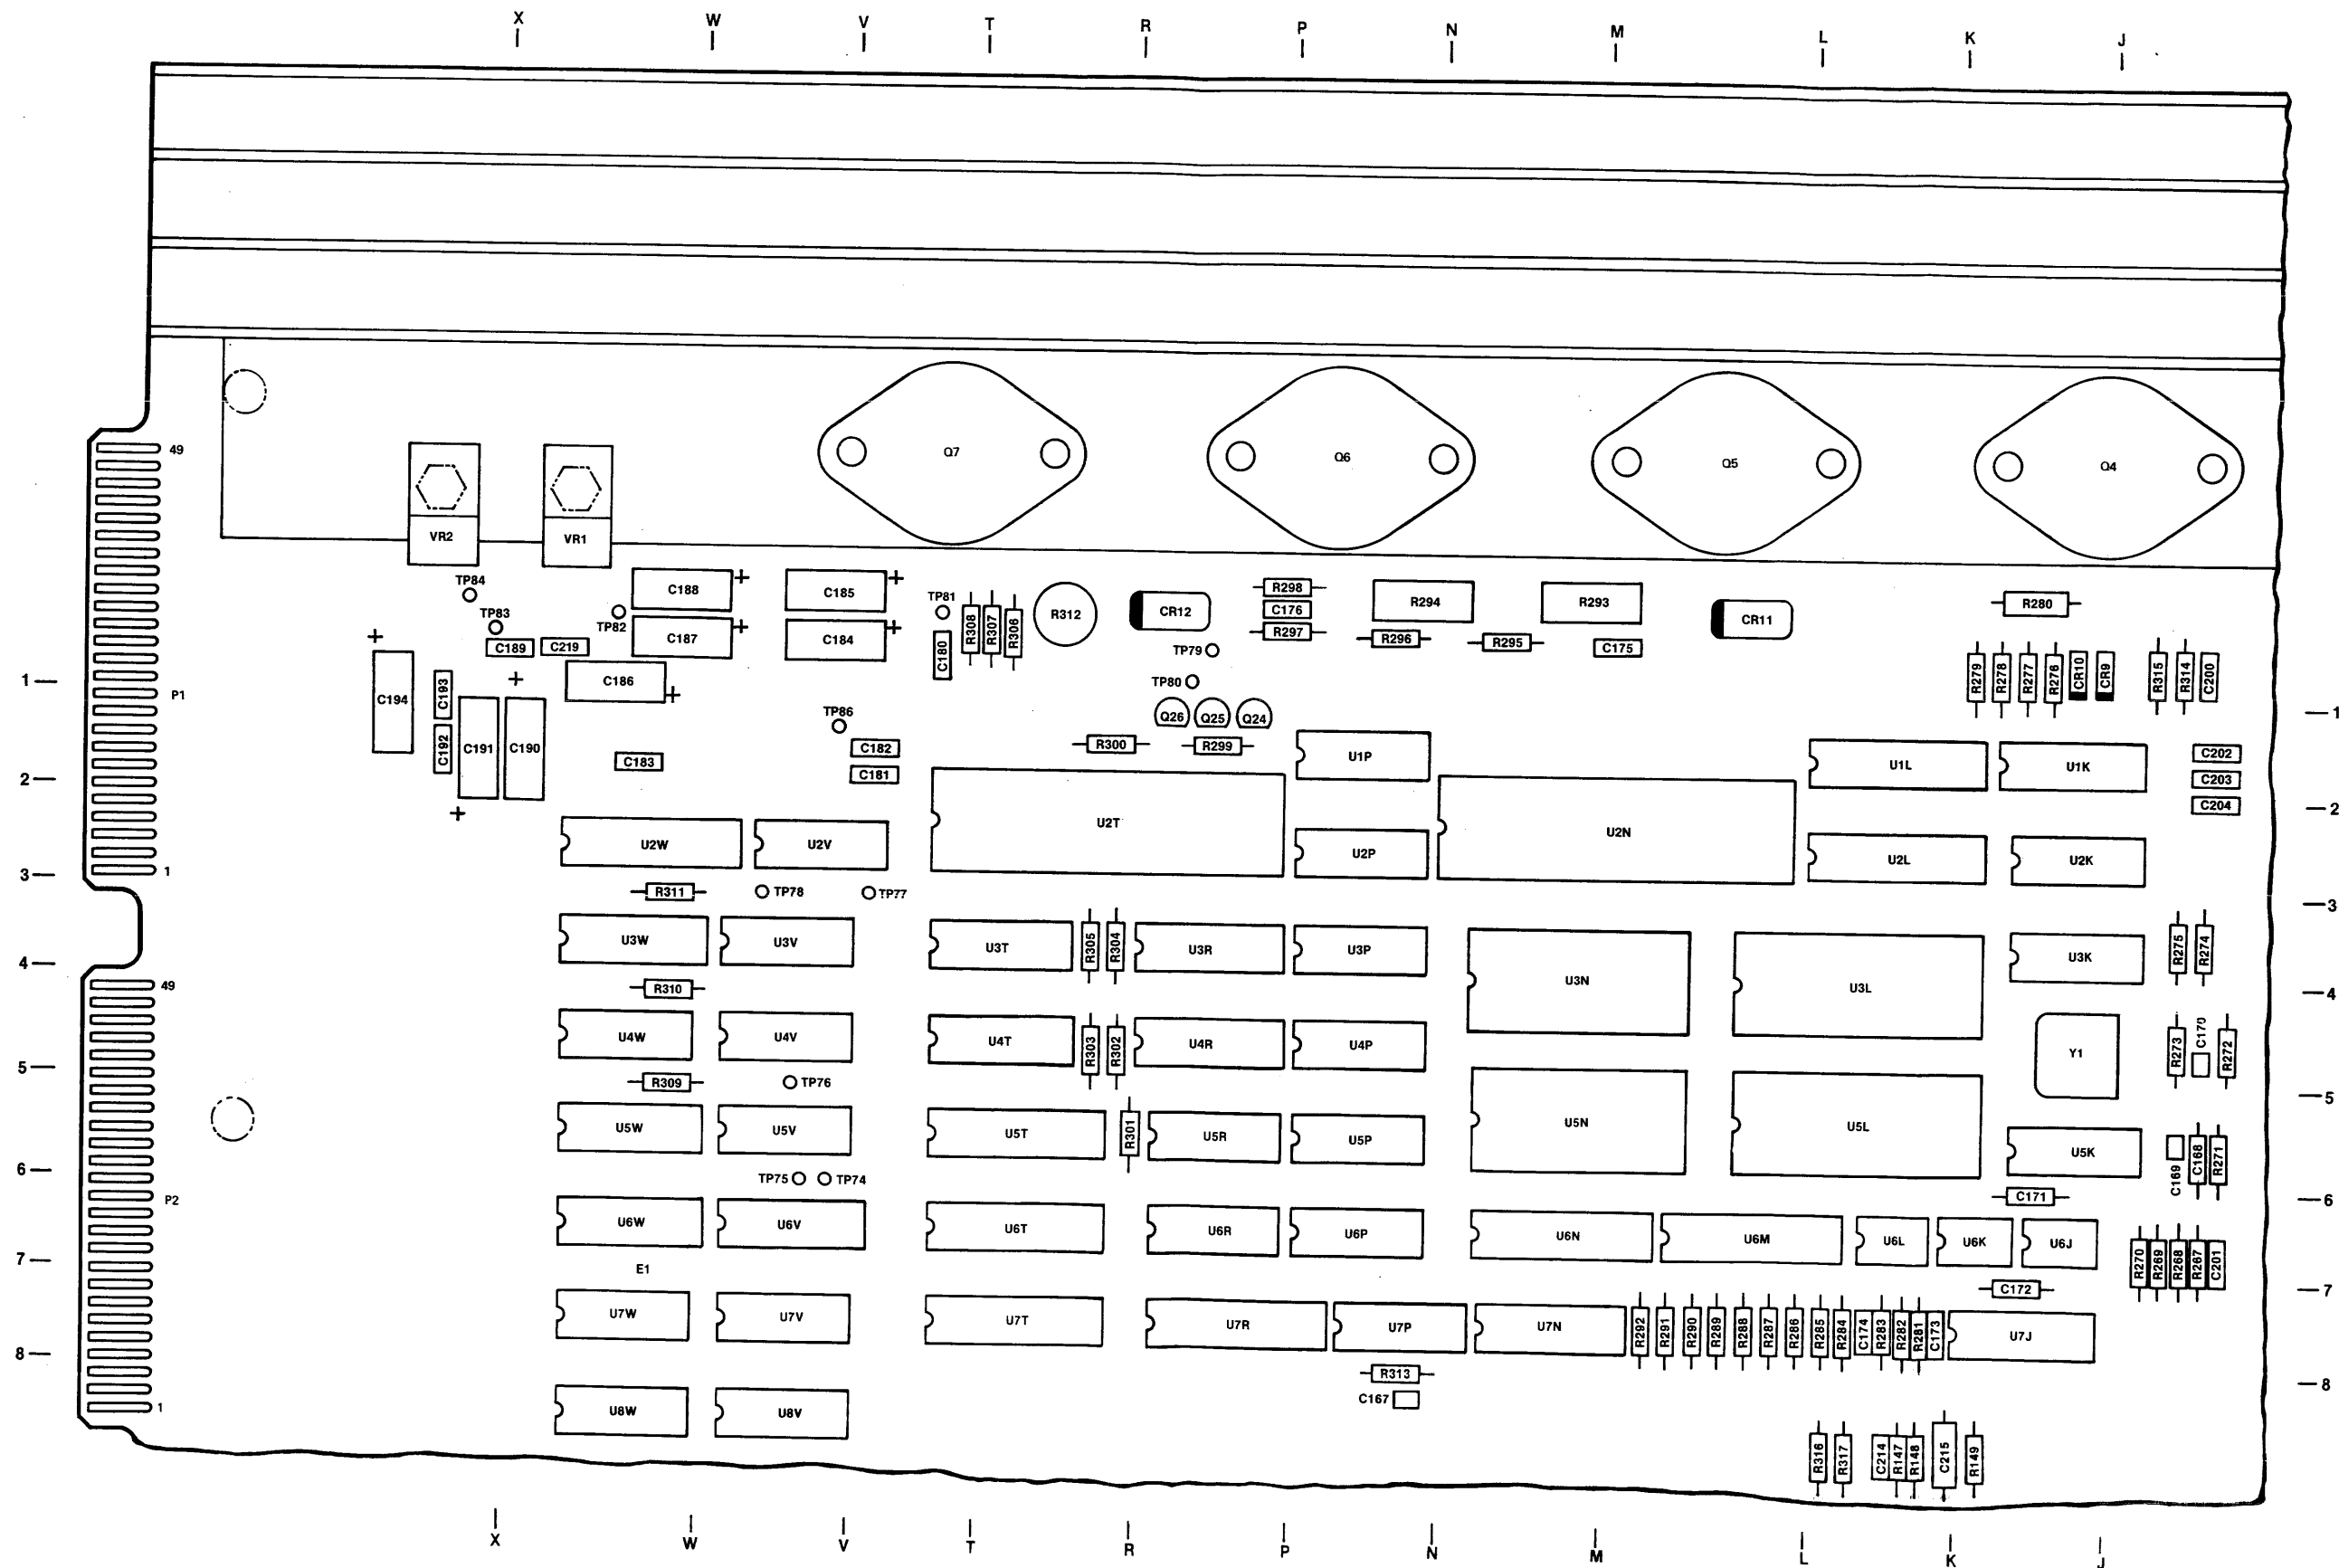 X W V T R P N M L K J
49
Q7 Q6 Q5 Q4
VR2 VR1
TP84
TP83
TP82
C188
C185
C187
C184
TP81
R308
R307
R306
C180
R312
CR12
TP79
TP80
R298
C176
R297
R294
R296
R295
R293
C175
CR11
R280
C189
C219
C186
1
P1
C194
C193
C192
C191
C190
C183
TP86
C182
C181
Q26 Q25 Q24
R300
R299
R279
R278
R277
R276
CR10
CR9
R315
R314
C200
1
U1P
U1L
U1K
C202
C203
C204
2
2
U2W
U2V
U2T
U2P
U2N
U2L
U2K
3
1
R311
TP78
TP77
3
U3W
U3V
U3T
R305
R304
U3R
U3P
U3N
U3L
U3K
R275
R274
4
49
R310
4
U4W
U4V
U4T
R303
R302
U4R
U4P
Y1
R273
C170
R272
5
R309
TP76
5
U5W
U5V
U5T
R301
U5R
U5P
U5N
U5L
U5K
C169
C168
R271
6
TP75
TP74
C171
6
P2
U6W
U6V
U6T
U6R
U6P
U6N
U6M
U6L
U6K
U6J
R270
R269
R268
R267
C201
7
E1
C172
7
U7W
U7V
U7T
U7R
U7P
U7N
R292
R291
R290
R289
R288
R287
R286
R285
R284
C174
R283
R282
R281
C173
U7J
8
R313
C167
8
1
U8W
U8V
R316
R317
C214
R147
R148
C215
R149
X W V T R P N M L K J